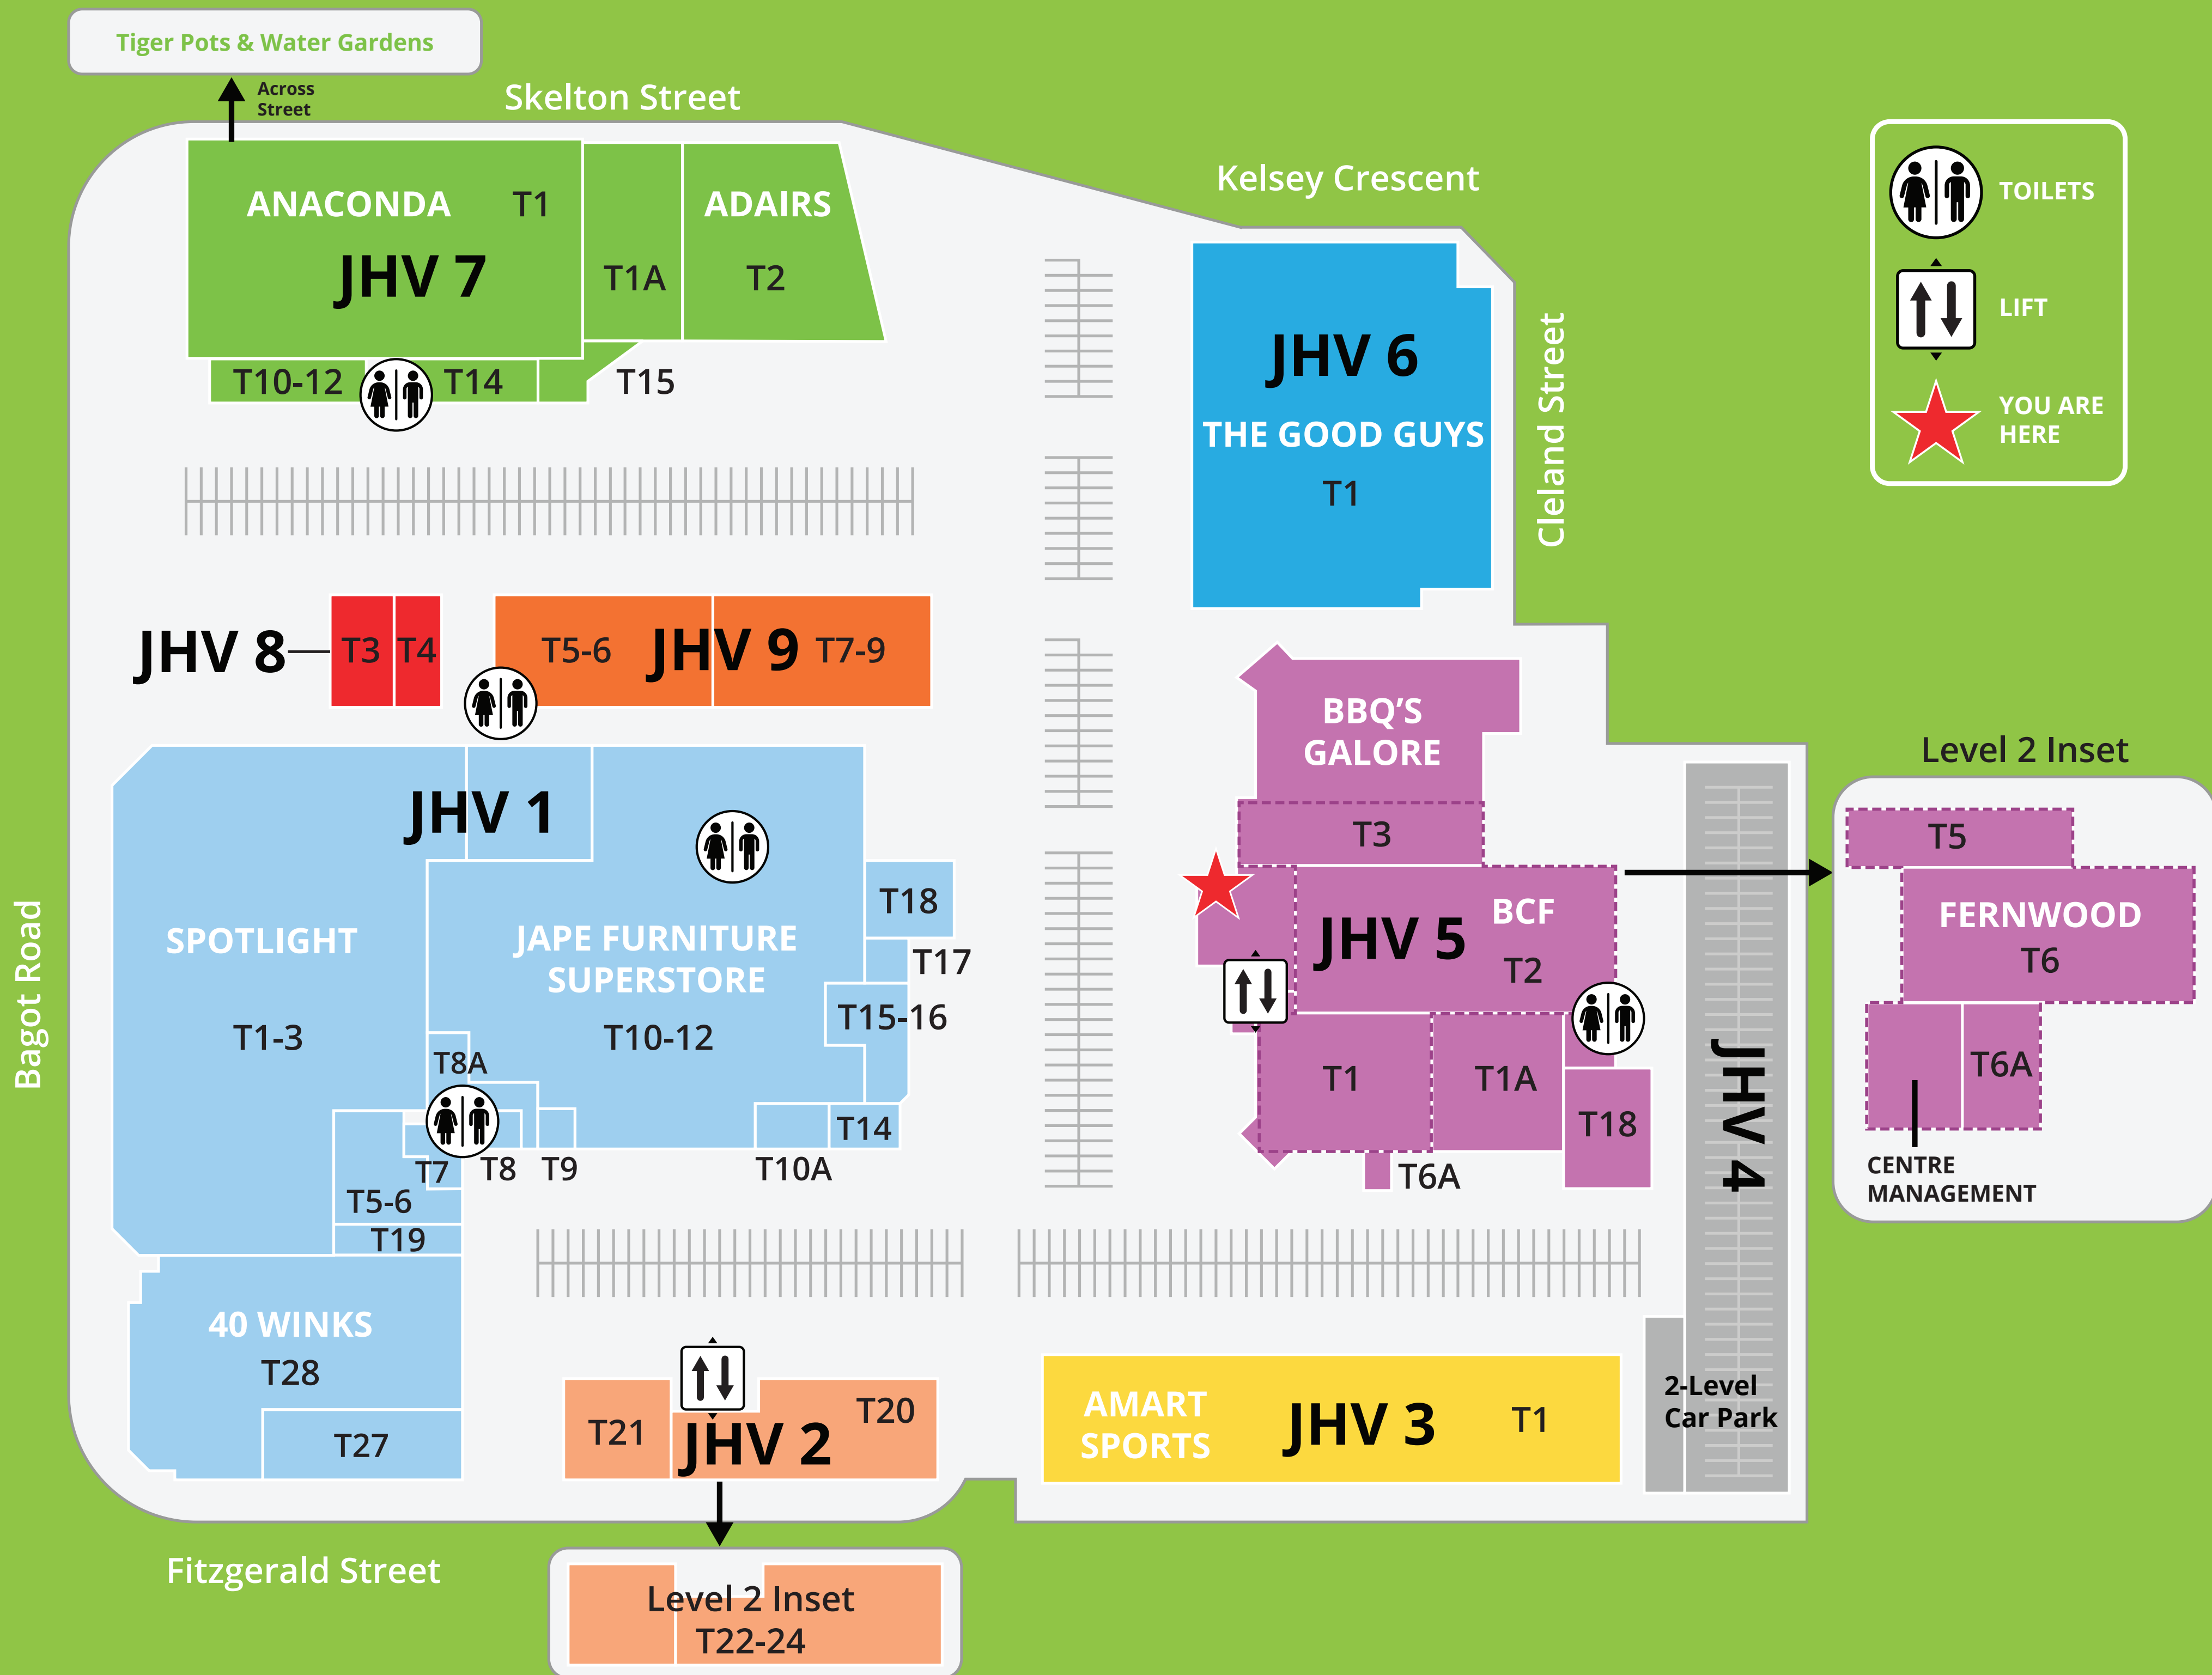 Tiger Pots & Water Gardens
Across
Street
Skelton Street
Kelsey Crescent
Cleland Street
Bagot Road
Fitzgerald Street
TOILETS
LIFT
YOU ARE
HERE
ANACONDA T1
JHV 7
T1A
ADAIRS
T2
T10-12
T14
T15
JHV 6
THE GOOD GUYS
T1
JHV 8
T3
T4
T5-6
JHV 9
T7-9
JHV 1
SPOTLIGHT
T1-3
JAPE FURNITURE
SUPERSTORE
T10-12
T18
T17
T15-16
T14
T10A
T8A
T7
T8
T9
T5-6
T19
40 WINKS
T28
T27
BBQ'S
GALORE
T3
JHV 5
BCF
T2
T1
T1A
T18
T6A
JHV 4
2-Level
Car Park
Level 2 Inset
T5
FERNWOOD
T6
T6A
CENTRE
MANAGEMENT
T21
JHV 2
T20
AMART
SPORTS
JHV 3
T1
Level 2 Inset
T22-24